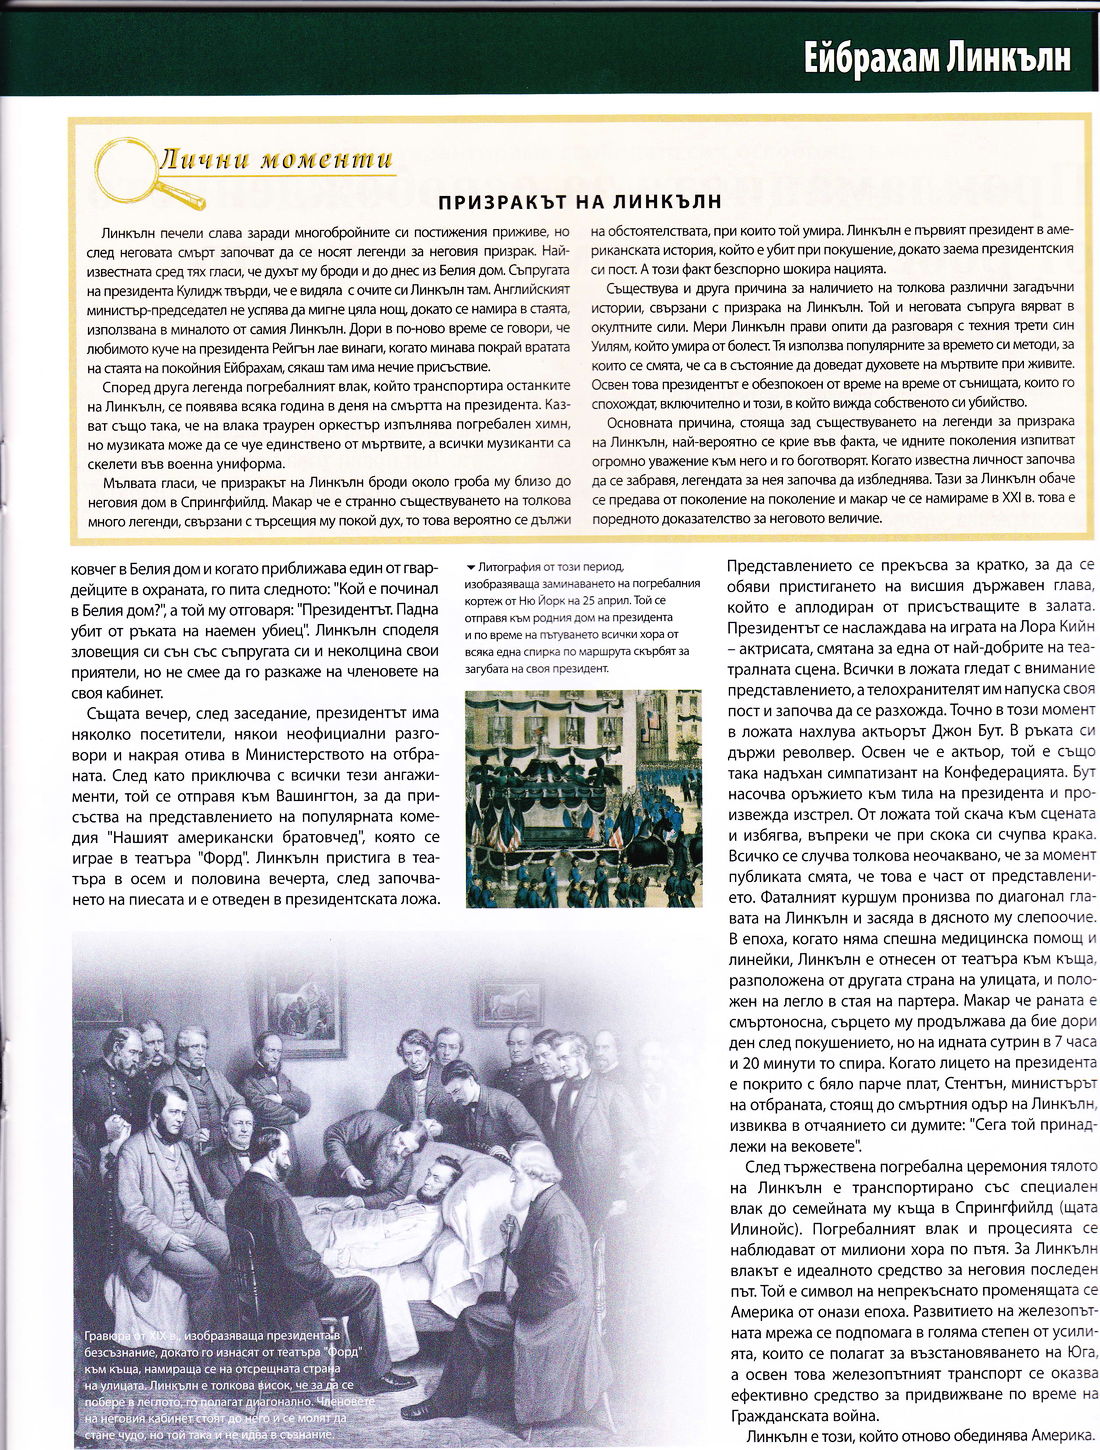 Ейбрахам Линкълн
Лични моменти
ПРИЗРАКЪТ НА ЛИНКЪЛН
Линкълн печели слава заради многобройните си постижения приживе, но
след неговата смърт започват да се носят легенди за неговия призрак. Най-
известната сред тях гласи, че духът му броди и до днес из Белия дом. Съпругата
на президента Кулидж твърди, че е видяла с очите си Линкълн там. Английският
министър-председател не успява да мигне цяла нощ, докато се намира в стаята,
използвана в миналото от самия Линкълн. Дори в по-ново време се говори, че
любимото куче на президента Рейгън лае винаги, когато минава покрай вратата
на стаята на покойния Ейбрахам, сякаш там има нечие присъствие.
Според друга легенда погребалният влак, който транспортира останките
на Линкълн, се появява всяка година в деня на смъртта на президента. Каз-
ват също така, че на влака траурен оркестър изпълнява погребален химн,
но музиката може да се чуе единствено от мъртвите, а всички музиканти са
скелети във военна униформа.
Мълвата гласи, че призракът на Линкълн броди около гроба му близо до
неговия дом в Спрингфийлд. Макар че е странно съществуването на толкова
много легенди, свързани с търсещия му покой дух, то това вероятно се дължи
на обстоятелствата, при които той умира. Линкълн е първият президент в аме-
риканската история, който е убит при покушение, докато заема президентския
си пост. А този факт безспорно шокира нацията.
Съществува и друга причина за наличието на толкова различни загадъчни
истории, свързани с призрака на Линкълн. Той и неговата съпруга вярват в
окултните сили. Мери Линкълн прави опити да разговаря с техния трети син
Уилям, който умира от болест. Тя използва популярните за времето си методи, за
които се смята, че са в състояние да доведат духовете на мъртвите при живите.
Освен това президентът е обезпокоен от време на време от сънищата, които го
спохождат, включително и този, в който вижда собственото си убийство.
Основната причина, стояща зад съществуването на легенди за призрака
на Линкълн, най-вероятно се крие във факта, че идните поколения изпитват
огромно уважение към него и го боготворят. Когато известна личност започва
да се забравя, легендата за нея започва да избледнява. Тази за Линкълн обаче
се предава от поколение на поколение и макар че се намираме в XXI в. това е
поредното доказателство за неговото величие.
ковчег в Белия дом и когато приближава един от гвар-
дейците в охраната, го пита следното: "Кой е починал
в Белия дом?", а той му отговаря: "Президентът. Падна
убит от ръката на наемен убиец". Линкълн споделя
зловещия си сън със съпругата си и неколцина свои
приятели, но не смее да го разкаже на членовете на
своя кабинет.
Същата вечер, след заседание, президентът има
няколко посетители, някои неофициални разго-
вори и накрая отива в Министерството на отбра-
ната. След като приключва с всички тези ангажи-
менти, той се отправя към Вашингтон, за да при-
съства на представлението на популярната коме-
дия "Нашият американски братовчед", която се
играе в театъра "Форд". Линкълн пристига в теа-
търа в осем и половина вечерта, след започва-
нето на пиесата и е отведен в президентската ложа.
Литография от този период,
изобразяваща заминаването на погребалния
кортеж от Ню Йорк на 25 април. Той се
отправя към родния дом на президента
и по време на пътуването всички хора от
всяка една спирка по маршрута скърбят за
загубата на своя президент.
Гравюра от XIX в., изобразяваща президента в
безсъзнание, докато го изнасят от театъра "Форд"
към къща, намираща се на отсрещната страна
на улицата. Линкълн е толкова висок, че за да се
побере в леглото, го полагат диагонално. Членовете
на неговия кабинет стоят до него и се молят да
стане чудо, но той така и не идва в съзнание.
Представлението се прекъсва за кратко, за да се
обяви пристигането на висшия държавен глава,
който е аплодиран от присъстващите в залата.
Президентът се наслаждава на играта на Лора Кийн
– актрисата, смятана за една от най-добрите на теа-
тралната сцена. Всички в ложата гледат с внимание
представлението, а телохранителят им напуска своя
пост и започва да се разхожда. Точно в този момент
в ложата нахлува актьорът Джон Бут. В ръката си
държи револвер. Освен че е актьор, той е също
така надъхан симпатизант на Конфедерацията. Бут
насочва оръжието към тила на президента и про-
извежда изстрел. От ложата той скача към сцената
и избягва, въпреки че при скока си счупва крака.
Всичко се случва толкова неочаквано, че за момент
публиката смята, че това е част от представлени-
ето. Фаталният куршум пронизва по диагонал гла-
вата на Линкълн и засяда в дясното му слепоочие.
В епоха, когато няма спешна медицинска помощ и
линейки, Линкълн е отнесен от театъра към къща,
разположена от другата страна на улицата, и поло-
жен на легло в стая на партера. Макар че раната е
смъртоносна, сърцето му продължава да бие дори
ден след покушението, но на идната сутрин в 7 часа
и 20 минути то спира. Когато лицето на президента
е покрито с бяло парче плат, Стентън, министърът
на отбраната, стоящ до смъртния одър на Линкълн,
извиква в отчаянието си думите: "Сега той принад-
лежи на вековете".
След тържествена погребална церемония тялото
на Линкълн е транспортирано със специален
влак до семейната му къща в Спрингфийлд (щата
Илинойс). Погребалният влак и процесията се
наблюдават от милиони хора по пътя. За Линкълн
влакът е идеалното средство за неговия последен
път. Той е символ на непрекъснато променящата се
Америка от онази епоха. Развитието на железопът-
ната мрежа се подпомага в голяма степен от усили-
ята, които се полагат за възстановяването на Юга,
а освен това железопътният транспорт се оказва
ефективно средство за придвижване по време на
Гражданската война.
Линкълн е този, който отново обединява Америка.